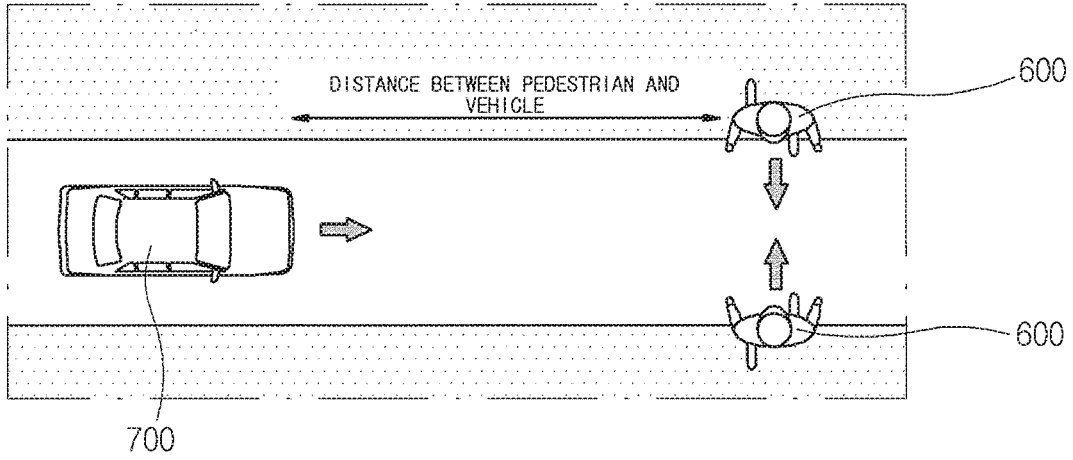 DISTANCE BETWEEN PEDESTRIAN AND
VEHICLE
600
600
700